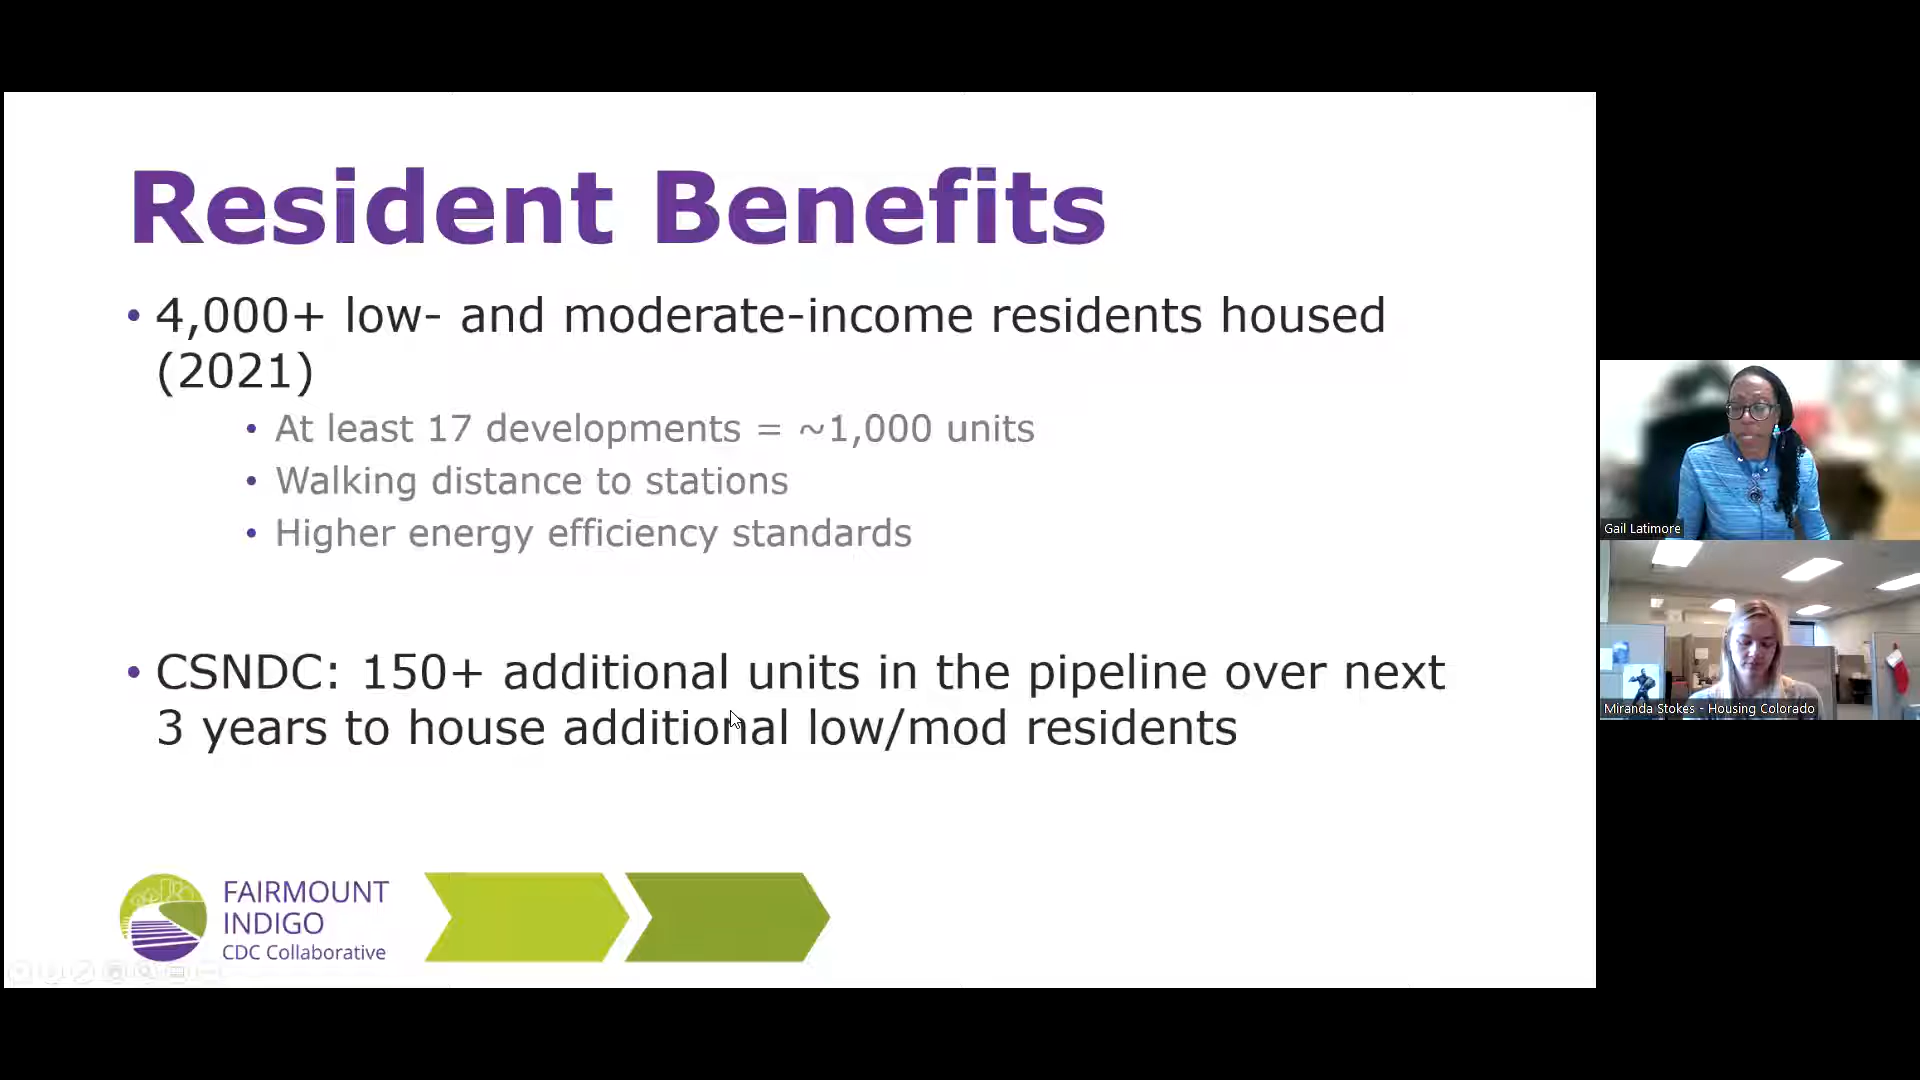 Resident Benefits
• 4,000+ low- and moderate-income residents housed
(2021)
• At least 17 developments = ~1,000 units
• Walking distance to stations
• Higher energy efficiency standards
• CSNDC: 150+ additional units in the pipeline over next
3 years to house additional low/mod residents
FAIRMOUNT
INDIGO
CDC Collaborative
Gail Latimore
Miranda Stokes - Housing Colorado